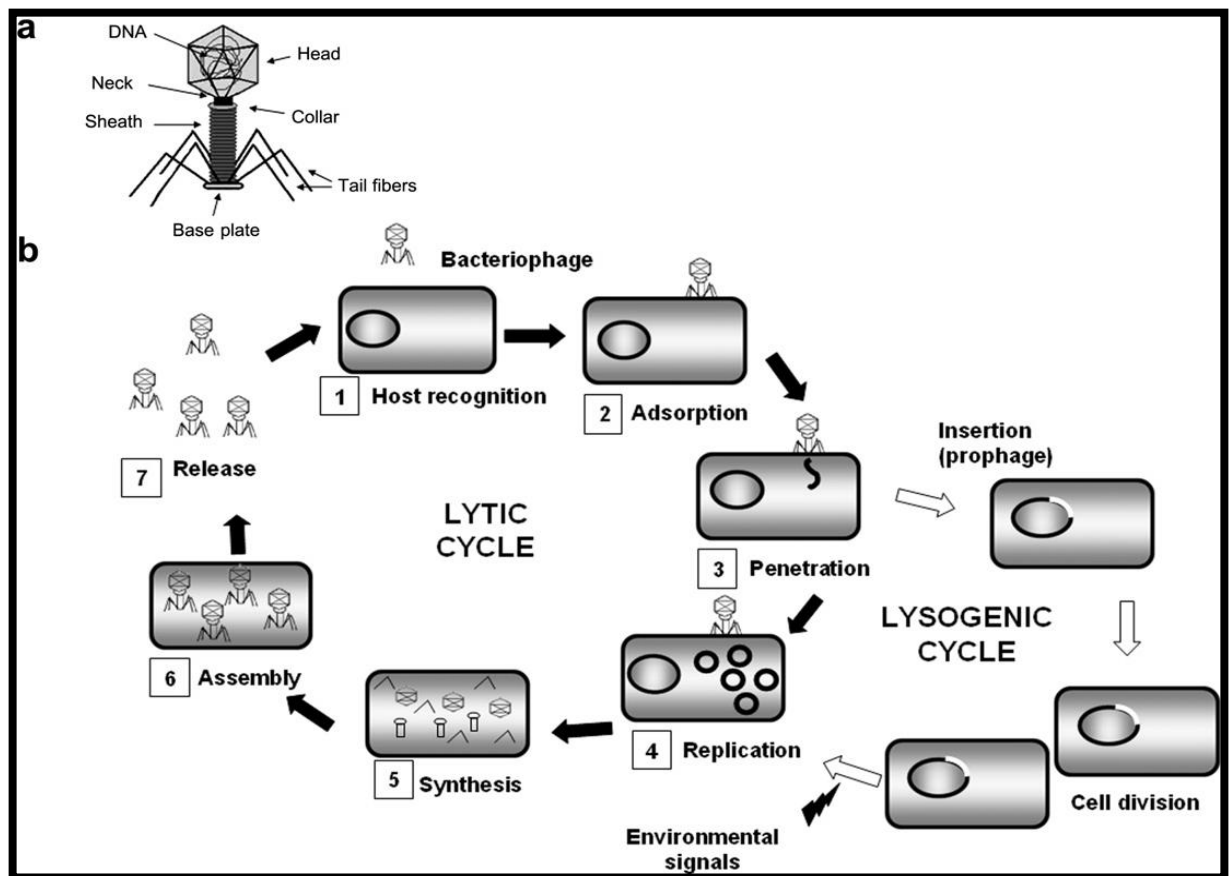 a
DNA
Head
Neck
Collar
Sheath
Tail fibers
Base plate
b
Bacteriophage
1 Host recognition
2 Adsorption
Insertion
(prophage)
3 Penetration
7 Release
LYTIC
CYCLE
LYSOGENIC
CYCLE
6 Assembly
5 Synthesis
4 Replication
Cell division
Environmental
signals